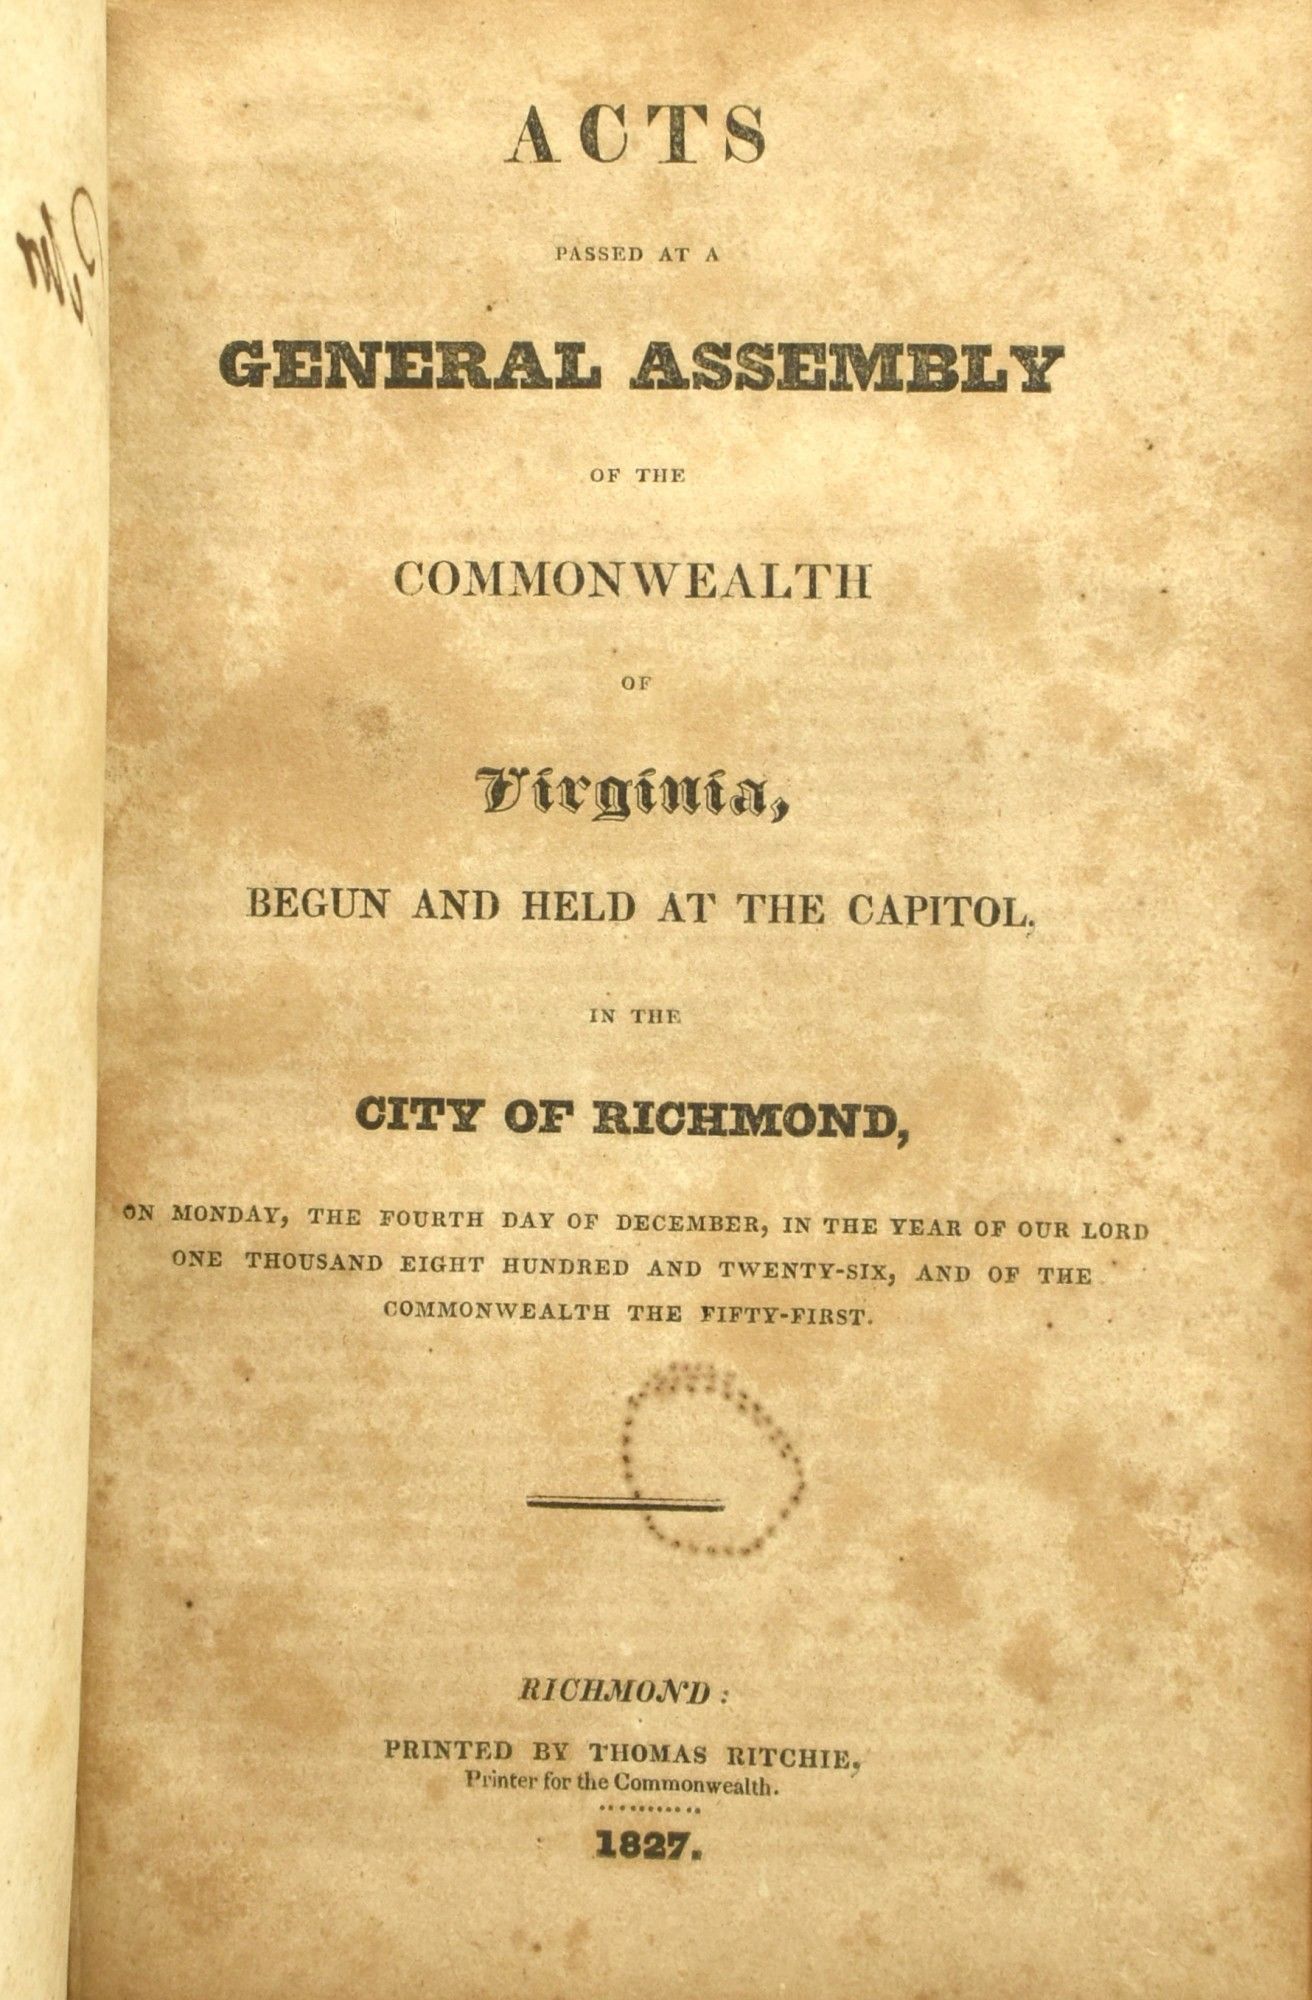 ACTS
PASSED AT A
GENERAL ASSEMBLY
OF THE
COMMONWEALTH
OF
Virginia,
BEGUN AND HELD AT THE CAPITOL,
IN THE
CITY OF RICHMOND,
ON MONDAY, THE FOURTH DAY OF DECEMBER, IN THE YEAR OF OUR LORD
ONE THOUSAND EIGHT HUNDRED AND TWENTY-SIX, AND OF THE
COMMONWEALTH THE FIFTY-FIRST.
RICHMOND:
PRINTED BY THOMAS RITCHIE,
Printer for the Commonwealth.
1827.